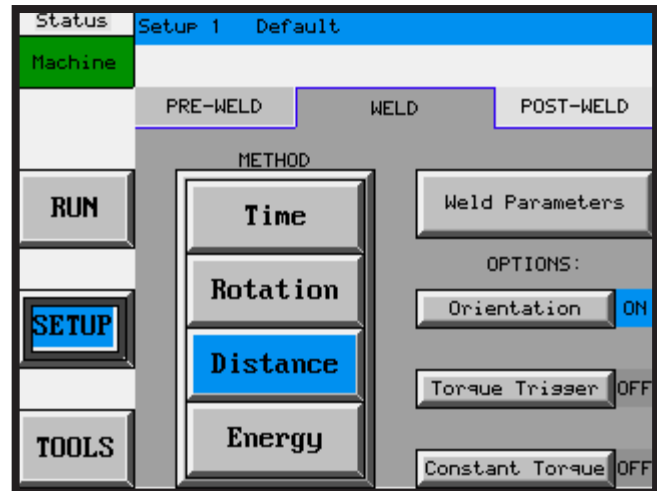 Status
Setup 1 Default
Machine
PRE-WELD
WELD
POST-WELD
METHOD
RUN
Time
Weld Parameters
OPTIONS:
Rotation
Orientation ON
SETUP
Distance
Torque Trigger OFF
Energy
TOOLS
Constant Torque OFF